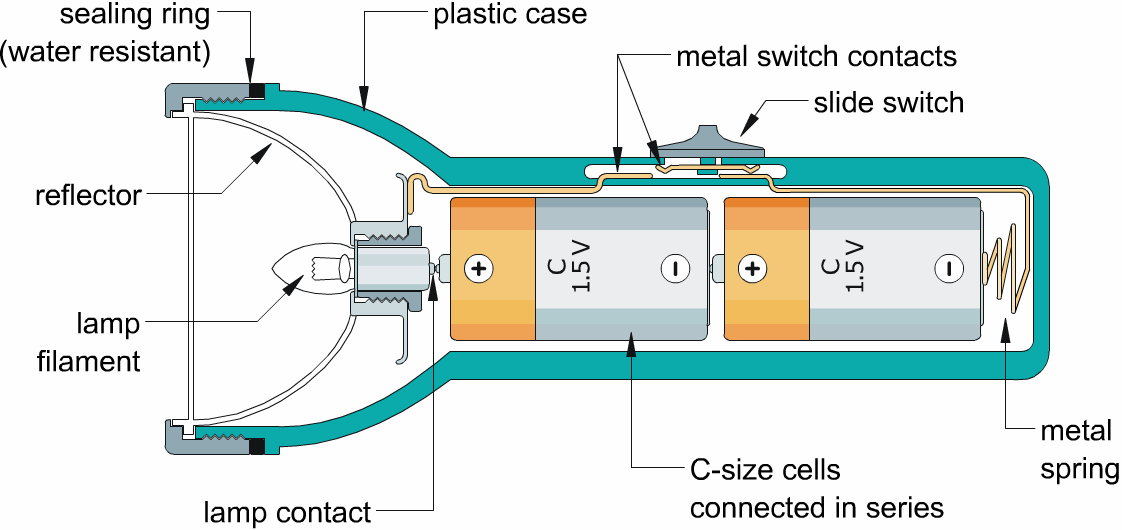 sealing ring
(water resistant)
plastic case
metal switch contacts
slide switch
reflector
+
C
1.5 V
−
+
C
1.5 V
−
lamp
filament
metal
spring
C-size cells
connected in series
lamp contact